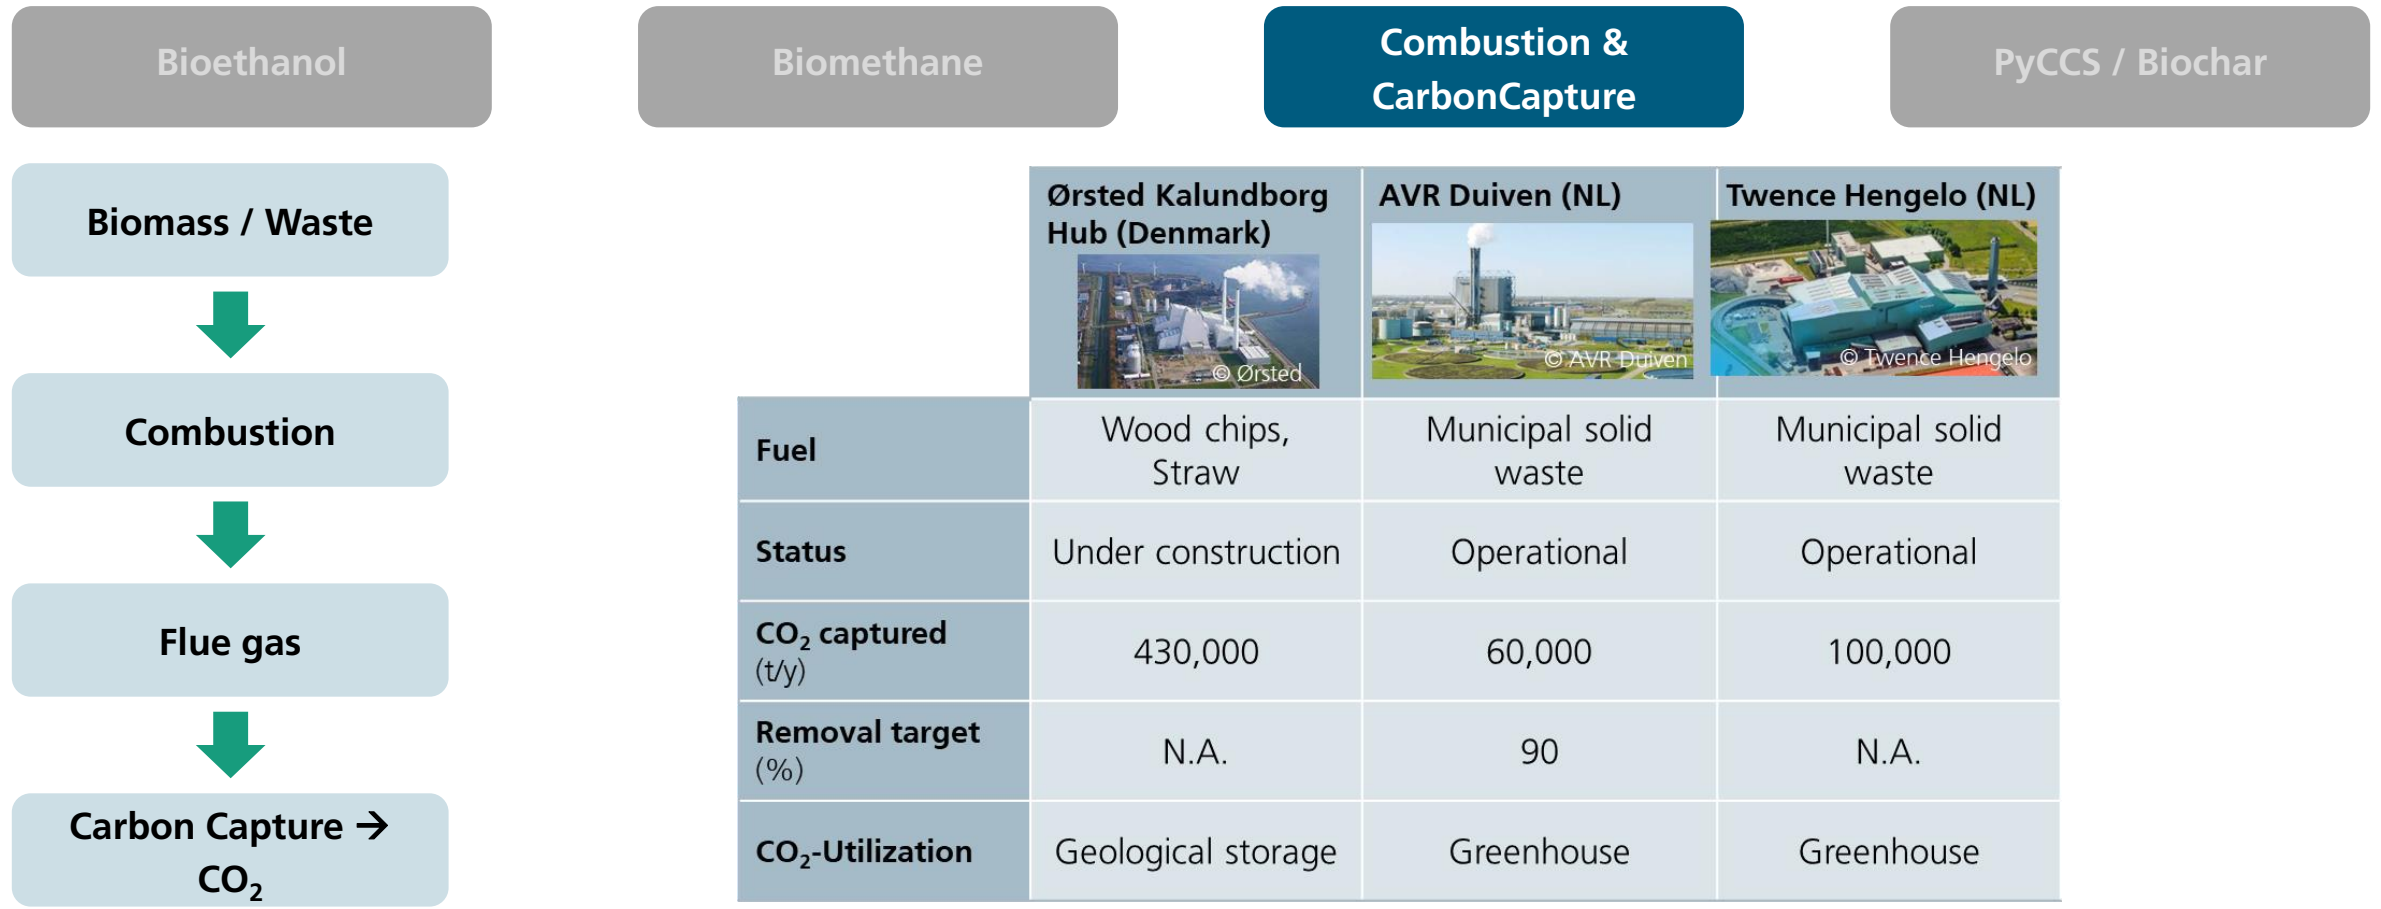 Bioethanol
Biomethane
Combustion &
CarbonCapture
PyCCS / Biochar
Biomass / Waste
Combustion
Flue gas
Carbon Capture →
CO₂
Ørsted Kalundborg
Hub (Denmark)
© Ørsted
AVR Duiven (NL)
© AVR Duiven
Twence Hengelo (NL)
© Twence Hengelo
Fuel
Wood chips,
Straw
Municipal solid
waste
Municipal solid
waste
Status
Under construction
Operational
Operational
CO₂ captured
(t/y)
430,000
60,000
100,000
Removal target
(%)
N.A.
90
N.A.
CO₂-Utilization
Geological storage
Greenhouse
Greenhouse